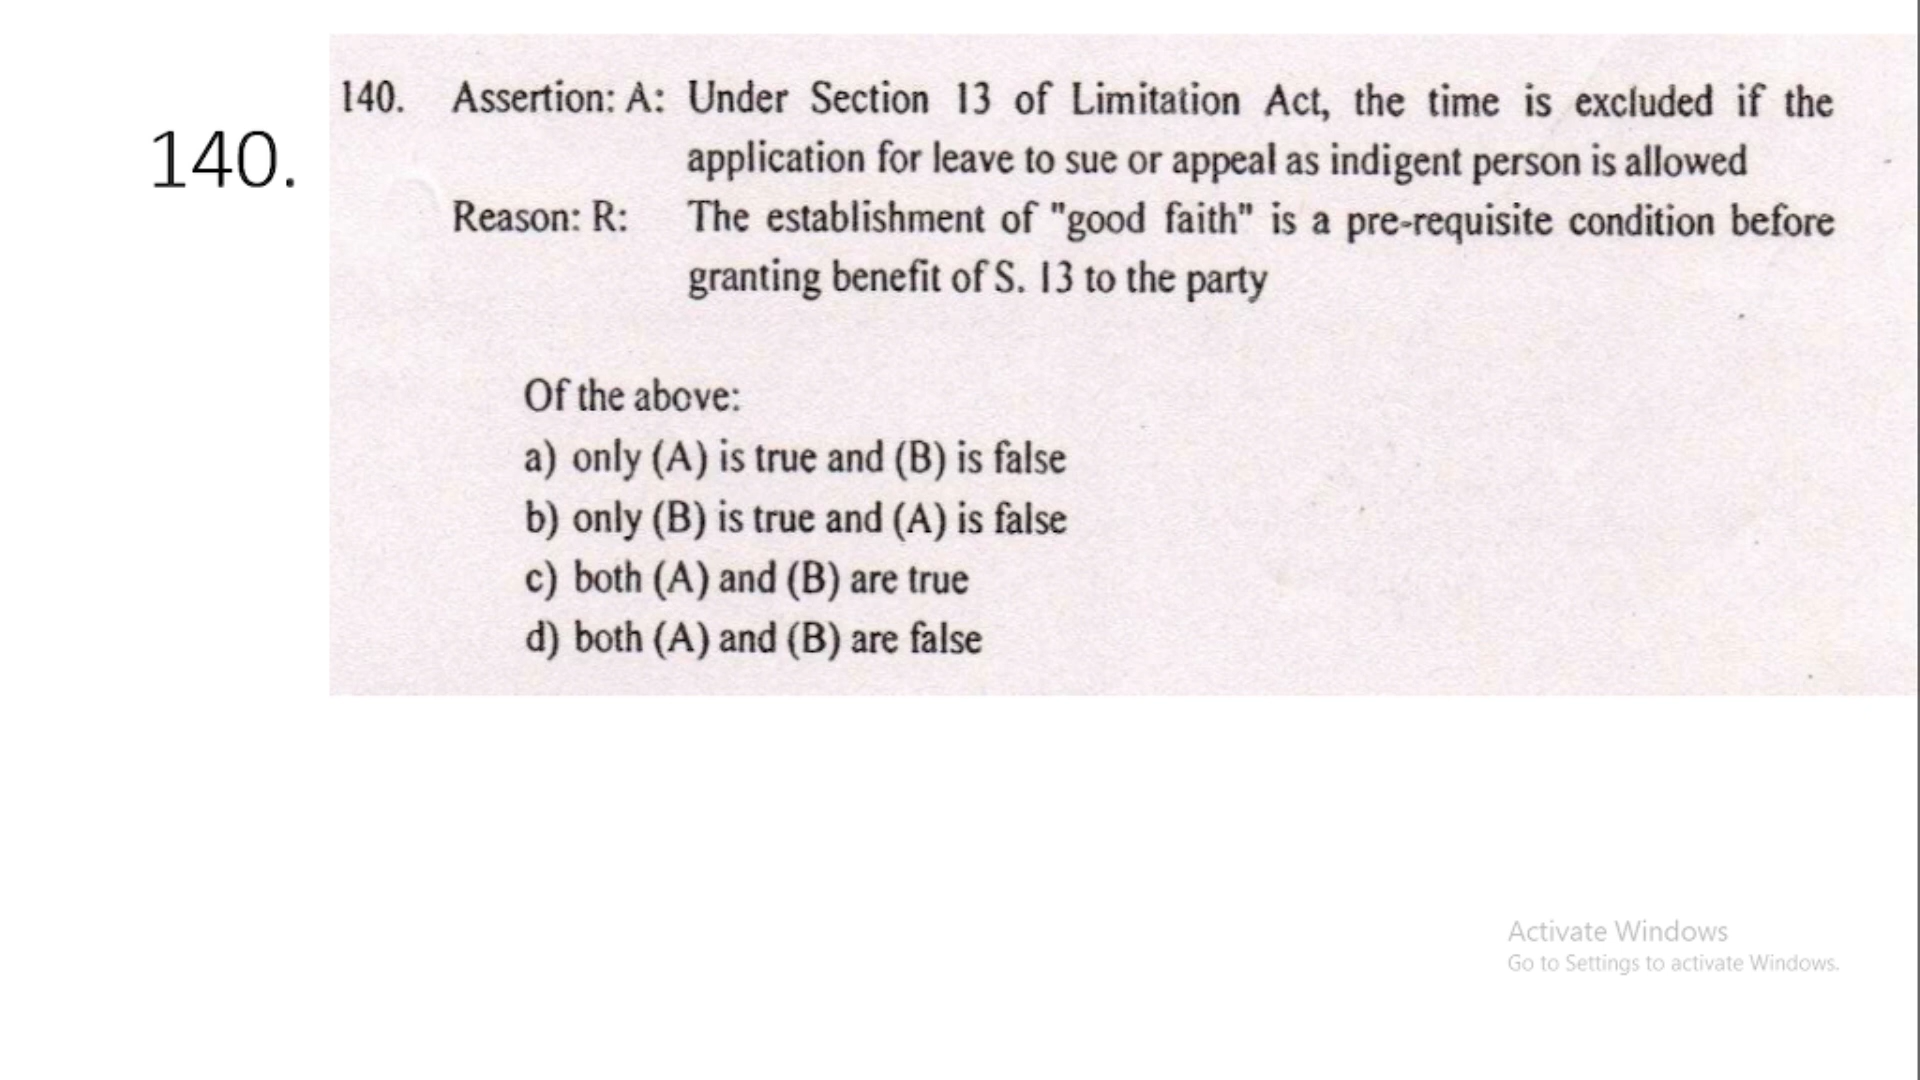 140.
140. Assertion: A: Under Section 13 of Limitation Act, the time is excluded if the
application for leave to sue or appeal as indigent person is allowed
Reason: R: The establishment of "good faith" is a pre-requisite condition before
granting benefit of S. 13 to the party
Of the above:
a) only (A) is true and (B) is false
b) only (B) is true and (A) is false
c) both (A) and (B) are true
d) both (A) and (B) are false
Activate Windows
Go to Settings to activate Windows.